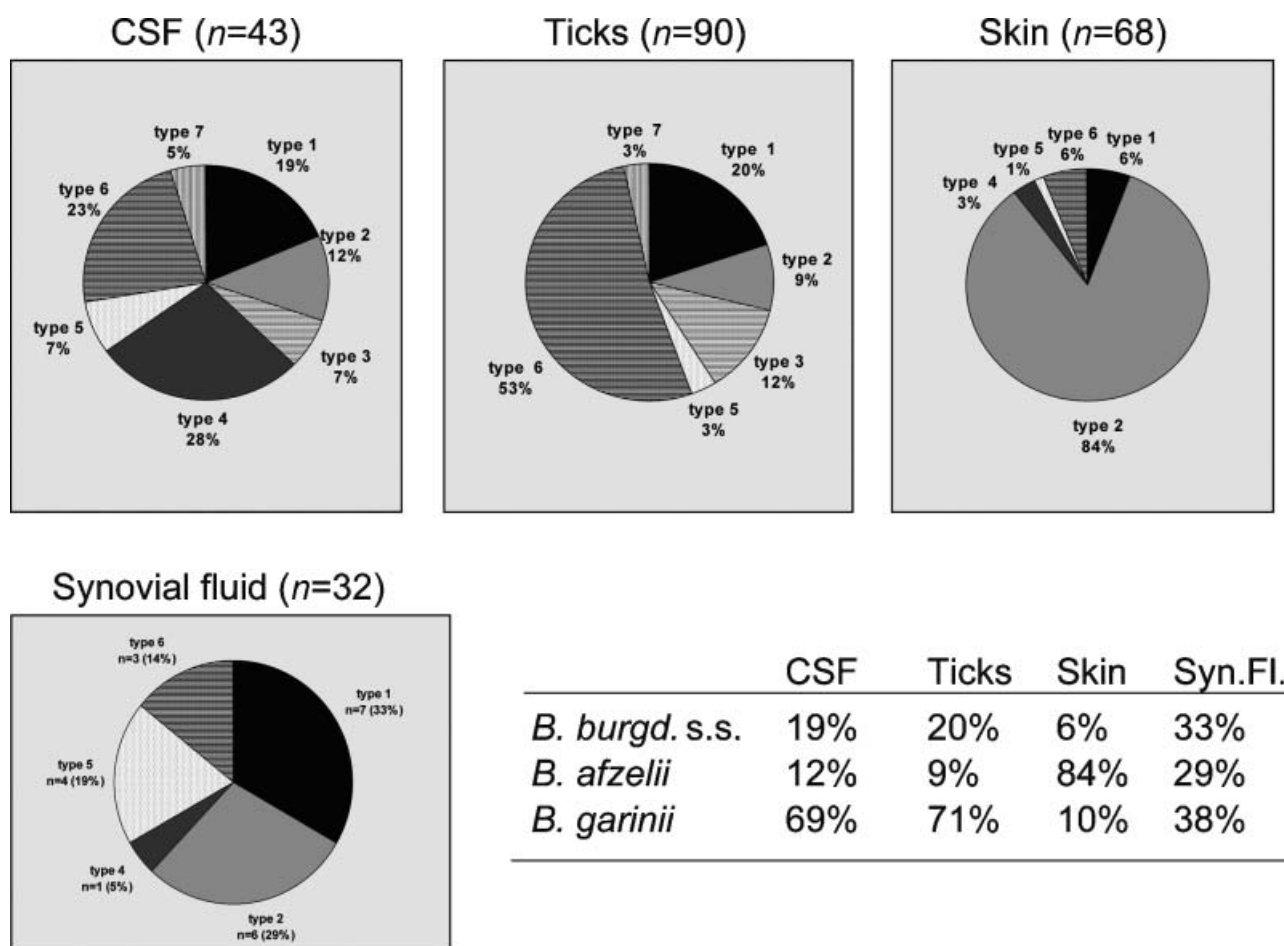 CSF (n=43)
type 7
5%
type 1
19%
type 2
12%
type 3
7%
type 4
28%
type 5
7%
type 6
23%
Ticks (n=90)
type 7
3%
type 1
20%
type 2
9%
type 3
12%
type 5
3%
type 6
53%
Skin (n=68)
type 4
3%
type 5
1%
type 6
6%
type 1
6%
type 2
84%
Synovial fluid (n=32)
type 6
n=3 (14%)
type 1
n=7 (33%)
type 5
n=4 (19%)
type 4
n=1 (5%)
type 2
n=6 (29%)
CSF Ticks Skin Syn.Fl.
B. burgd. s.s. 19% 20% 6% 33%
B. afzelii 12% 9% 84% 29%
B. garinii 69% 71% 10% 38%